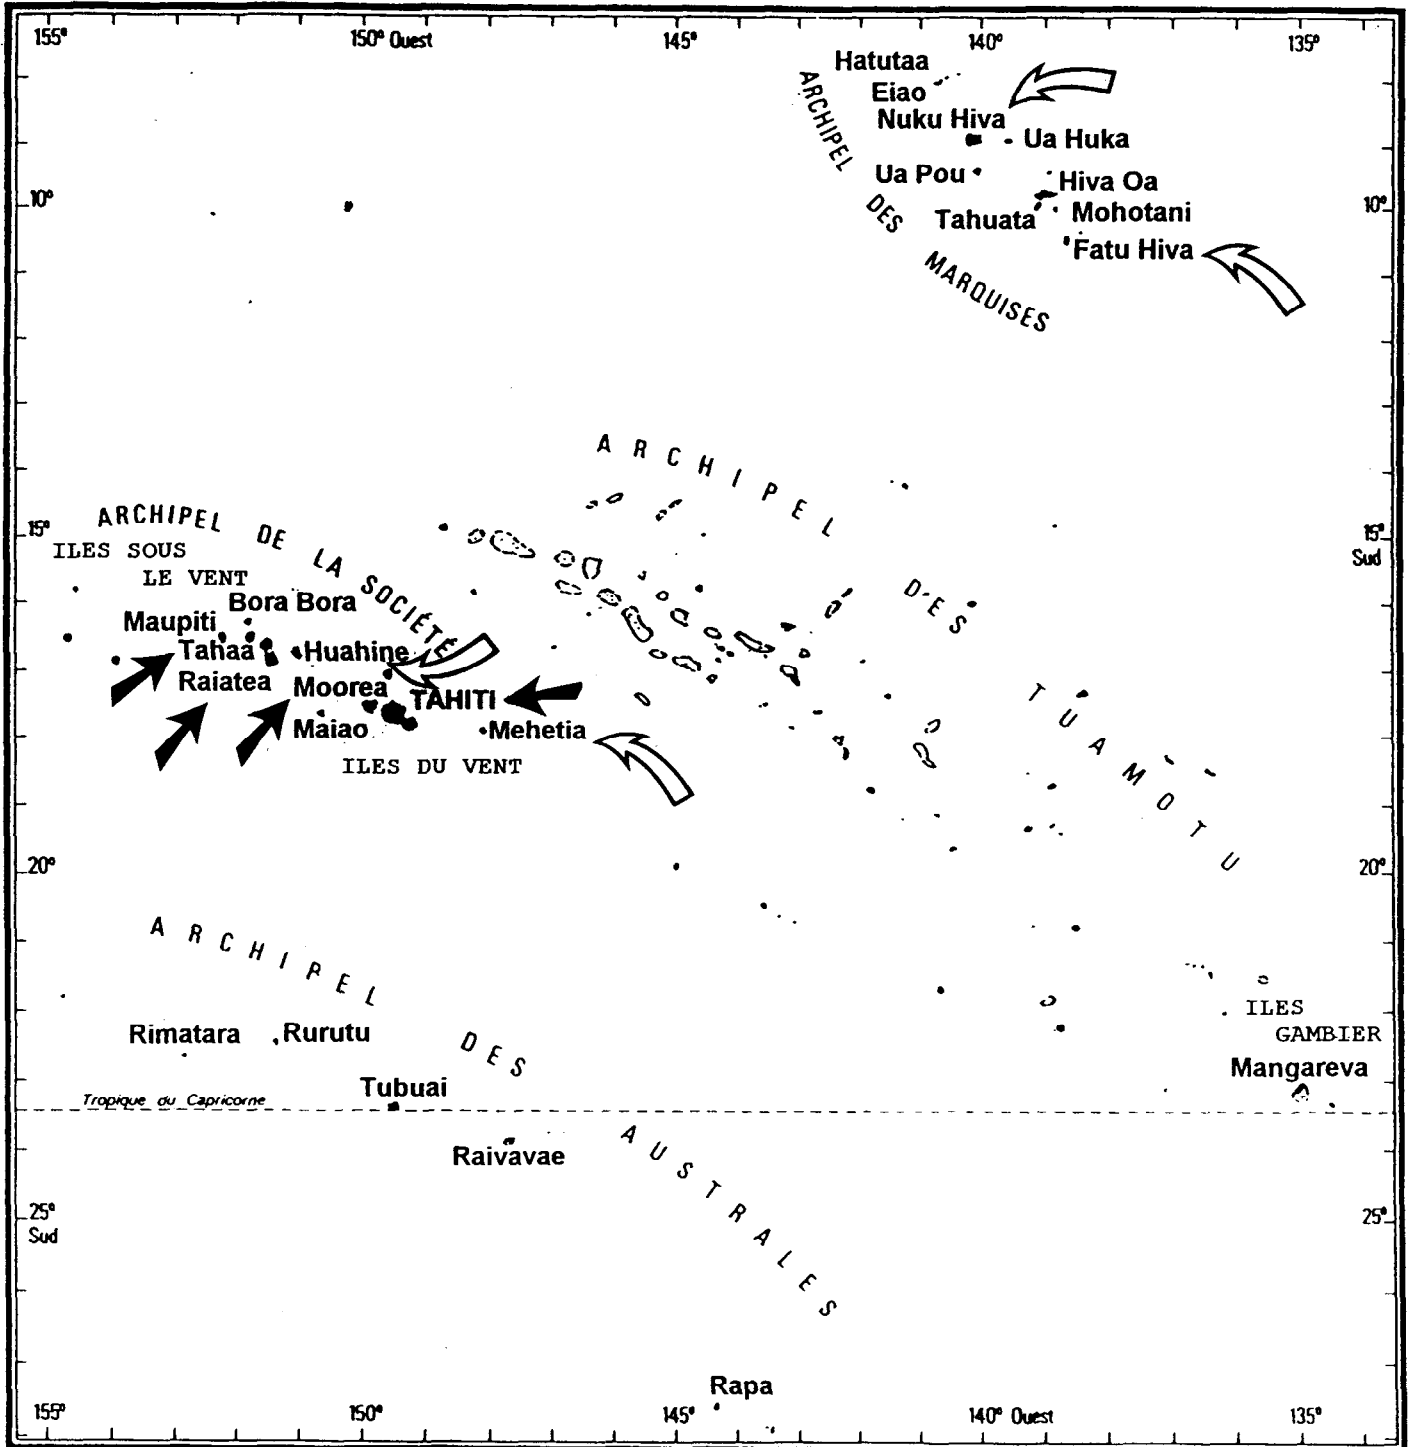 155° 150° Ouest 145° 140° 135°
Hatutaa
Eiao
Nuku Hiva
Ua Huka
Ua Pou
Hiva Oa
Tahuata
Mohotani
Fatu Hiva
ARCHIPEL DES MARQUISES
10° 10°
ARCHIPEL DES TUAMOTU
ARCHIPEL DE LA SOCIÉTÉ
15° 15°
Sud
ILES SOUS
LE VENT
Bora Bora
Maupiti
Tahaa
Huahine
Raiatea
Moorea
TAHITI
Maiao
Mehetia
ILES DU VENT
20° 20°
ARCHIPEL DES AUSTRALES
Rimatara
Rurutu
ILES
GAMBIER
Mangareva
Tubuai
Tropique du Capricorne
Raivavae
25° 25°
Sud
Rapa
155° 150° 145° 140° Ouest 135°